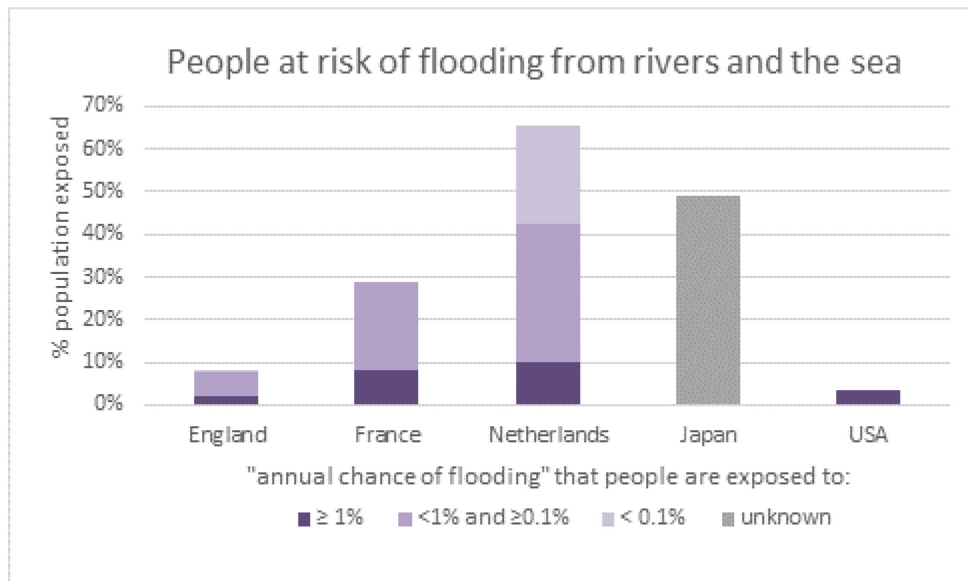 People at risk of flooding from rivers and the sea
% population exposed
70%
60%
50%
40%
30%
20%
10%
0%
England France Netherlands Japan USA
"annual chance of flooding" that people are exposed to:
≥ 1% <1% and ≥0.1% < 0.1% unknown